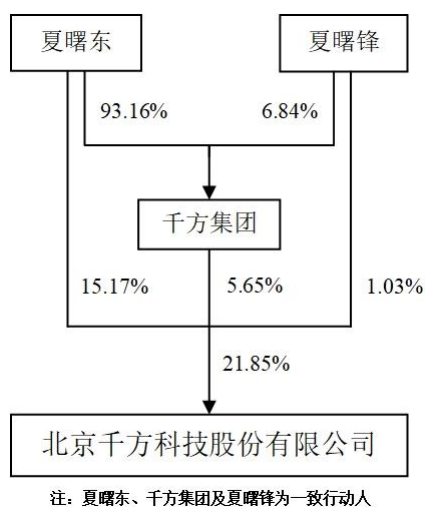 夏曙东
夏曙锋
93.16%
6.84%
千方集团
15.17%
5.65%
1.03%
21.85%
北京千方科技股份有限公司
注：夏曙东、千方集团及夏曙锋为一致行动人